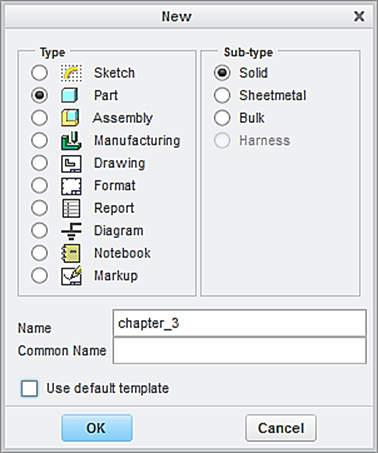 New
Type
Sketch
Part
Assembly
Manufacturing
Drawing
Format
Report
Diagram
Notebook
Markup
Sub-type
Solid
Sheetmetal
Bulk
Harness
Name chapter_3
Common Name
Use default template
OK Cancel